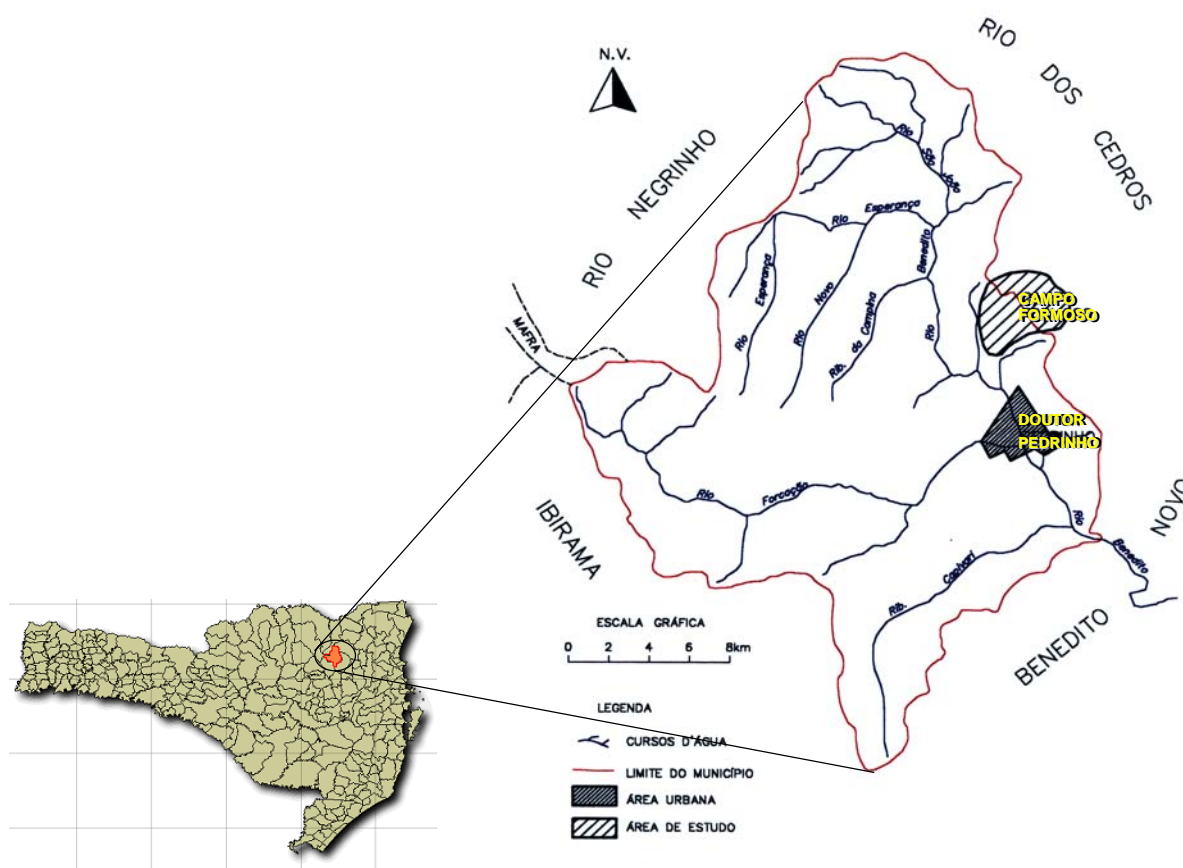 N.V.
RIO DOS CEDROS
RIO NEGRINHO
MAFRA
IBIRAMA
BENEDITO NOVO
Rio São João
Rio Esperança
Esperança
Rio
Novo
Rio
Rib. do Campina
Benedito
Rio
CAMPO
FORMOSO
DOUTOR
PEDRINHO
Rio Forcação
Rib. Capivari
Rio Benedito
ESCALA GRÁFICA
0 2 4 6 8km
LEGENDA
CURSOS D'ÁGUA
LIMITE DO MUNICÍPIO
ÁREA URBANA
ÁREA DE ESTUDO